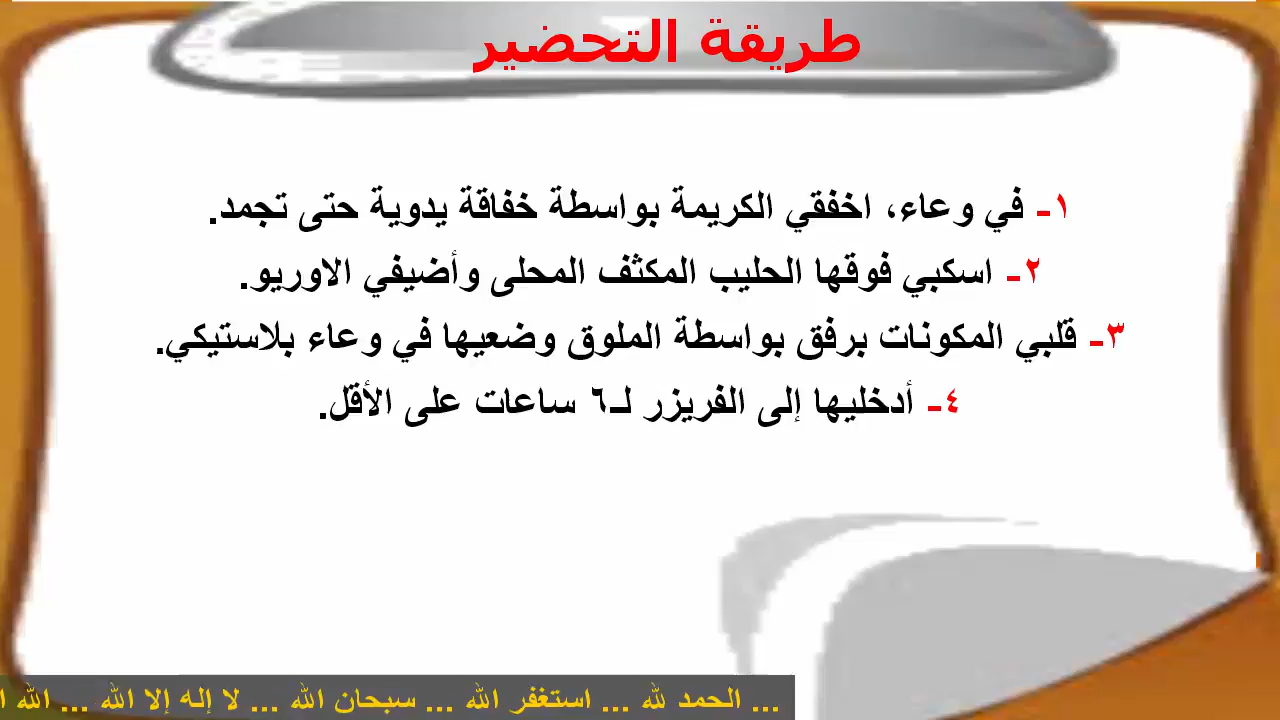 طريقة التحضير
١- في وعاء، اخفقي الكريمة بواسطة خفاقة يدوية حتى تجمد.
٢- اسكبي فوقها الحليب المكثف المحلى وأضيفي الاوريو.
٣- قلبي المكونات برفق بواسطة الملوق وضعيها في وعاء بلاستيكي.
٤- أدخليها إلى الفريزر لـ٦ ساعات على الأقل.
... الحمد لله ... استغفر الله ... سبحان الله ... لا إله إلا الله ... الله